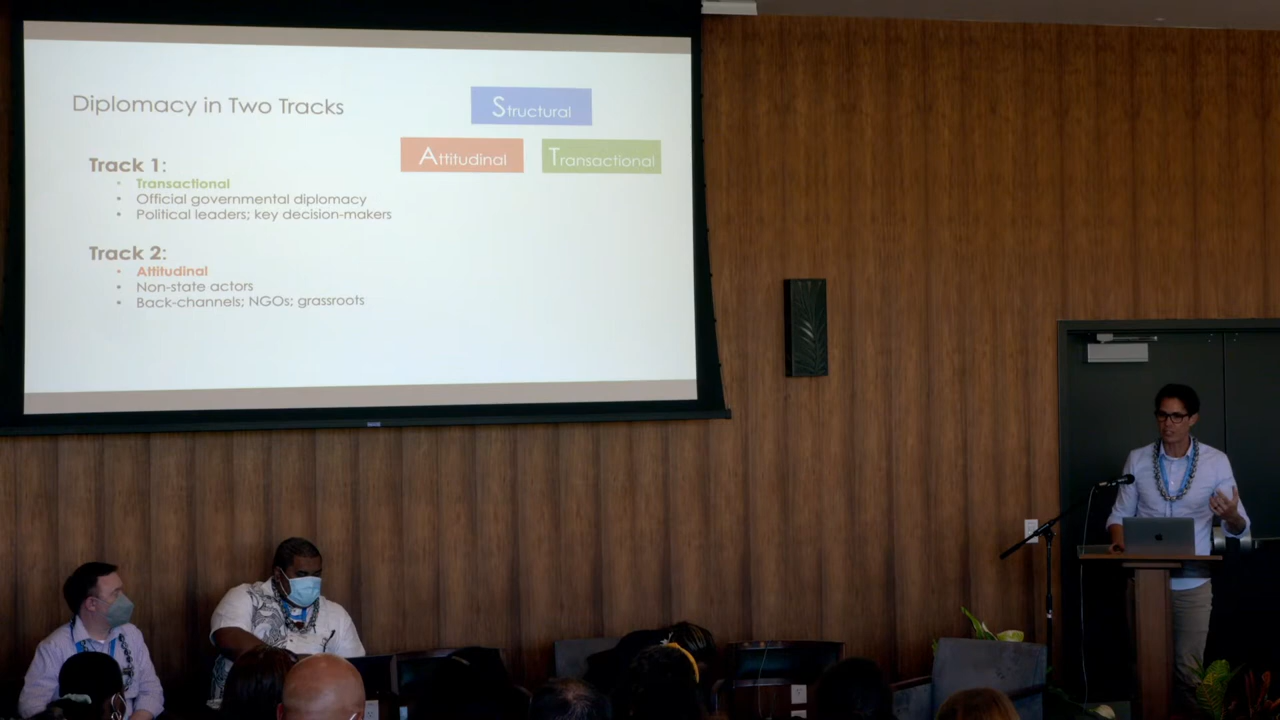 Diplomacy in Two Tracks
Structural
Attitudinal
Transactional
Track 1:
• Transactional
• Official governmental diplomacy
• Political leaders; key decision-makers
Track 2:
• Attitudinal
• Non-state actors
• Back-channels; NGOs; grassroots